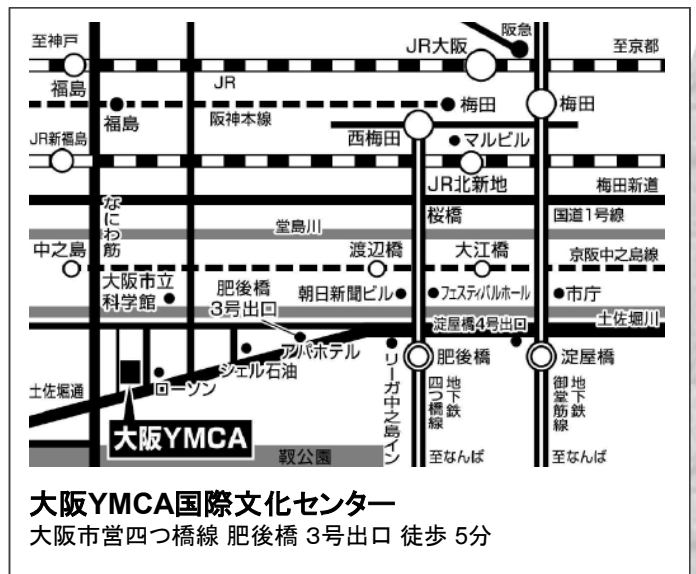 阪急
至神戸
JR大阪
至京都
福島
JR
梅田
梅田
福島
阪神本線
JR新福島
西梅田
マルビル
JR北新地
梅田新道
なにわ筋
桜橋
国道1号線
堂島川
中之島
渡辺橋
大江橋
京阪中之島線
大阪市立
科学館
肥後橋
3号出口
朝日新聞ビル
フェスティバルホール
市庁
淀屋橋4号出口
土佐堀川
アパホテル
シェル石油
ローソン
リーガ中之島イン
肥後橋
淀屋橋
土佐堀通
地下鉄
四つ橋線
地下鉄
御堂筋線
大阪YMCA
靱公園
至なんば
至なんば
大阪YMCA国際文化センター
大阪市営四つ橋線 肥後橋 3号出口 徒歩 5分